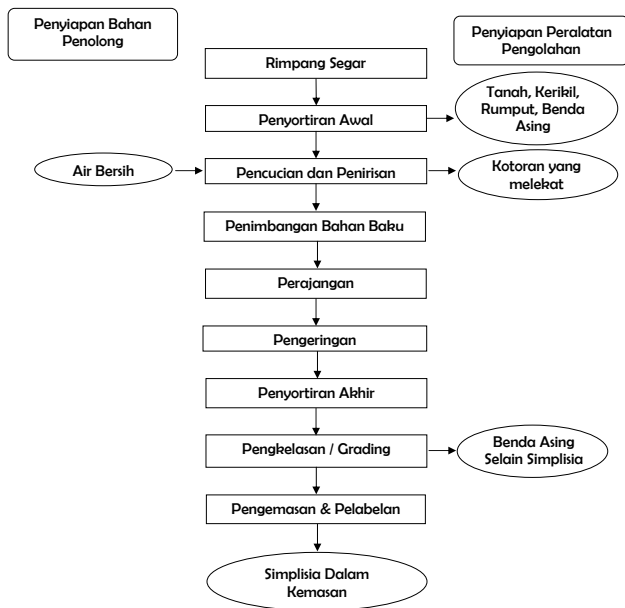 Penyiapan Bahan
Penolong
Penyiapan Peralatan
Pengolahan
Rimpang Segar
Penyortiran Awal
Tanah, Kerikil,
Rumput, Benda
Asing
Air Bersih
Pencucian dan Penirisan
Kotoran yang
melekat
Penimbangan Bahan Baku
Perajangan
Pengeringan
Penyortiran Akhir
Pengkelasan / Grading
Benda Asing
Selain Simplisia
Pengemasan & Pelabelan
Simplisia Dalam
Kemasan